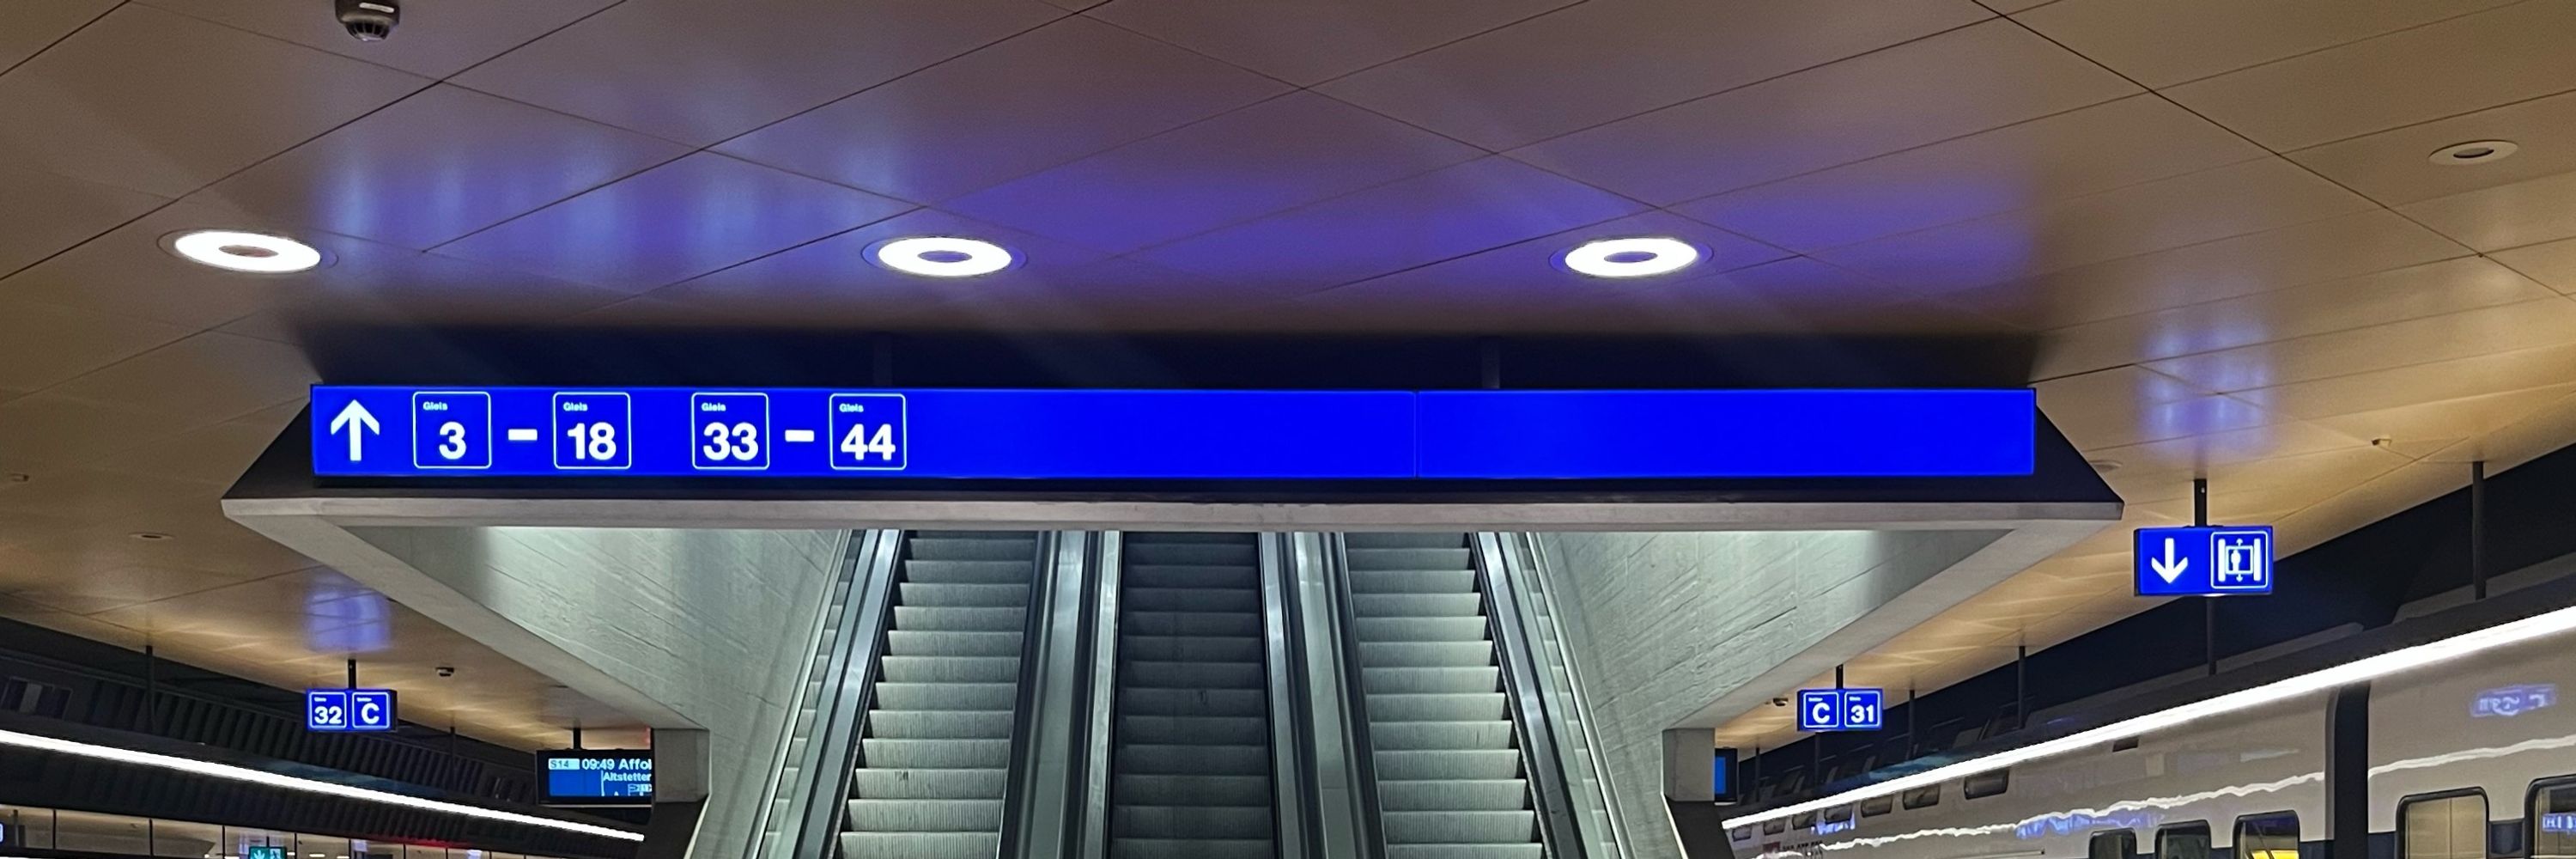 Gleis Gleis Gleis Gleis
3 - 18 33 - 44
32 C
C 31
S14 09:49 Affol
Altstetten